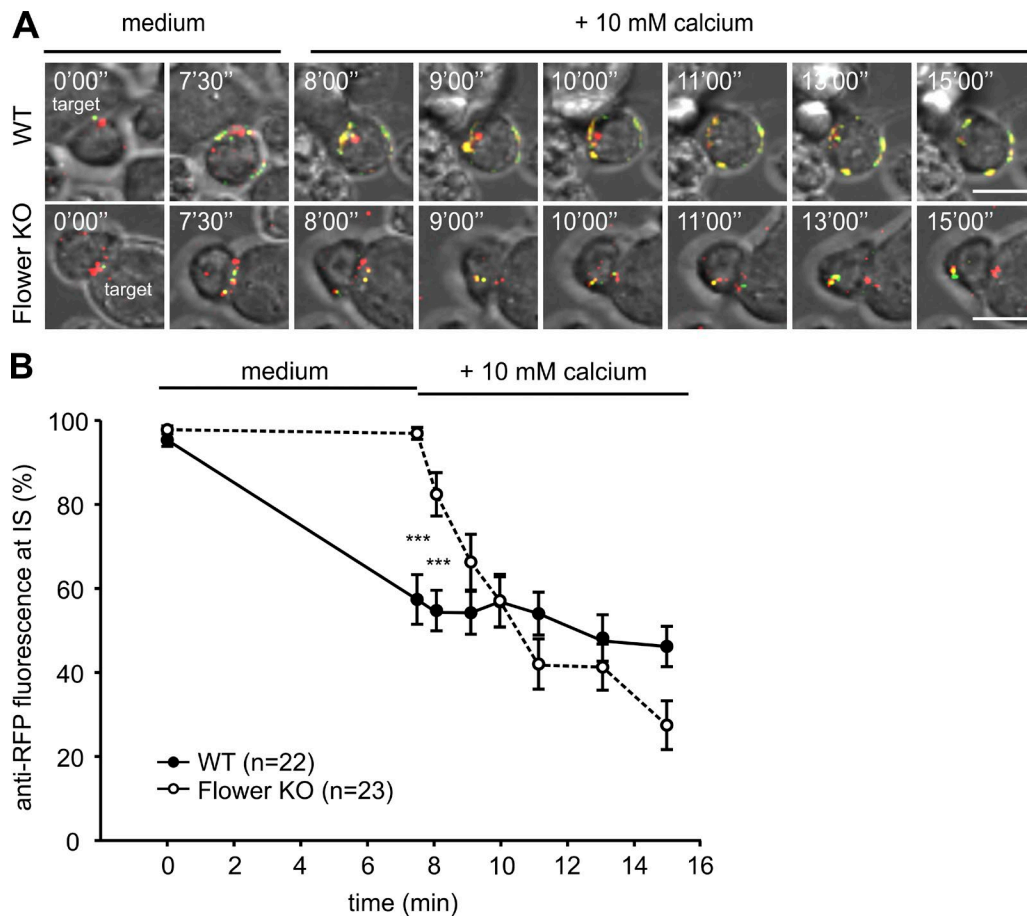 A
medium
+ 10 mM calcium
WT
0’00’’ 7’30’’ 8’00’’ 9’00’’ 10’00’’ 11’00’’ 13’00’’ 15’00’’
target
Flower KO
0’00’’ 7’30’’ 8’00’’ 9’00’’ 10’00’’ 11’00’’ 13’00’’ 15’00’’
target
B
medium
+ 10 mM calcium
anti-RFP fluorescence at IS (%)
100
80
60
40
20
0
***
***
WT (n=22)
Flower KO (n=23)
0 2 4 6 8 10 12 14 16
time (min)